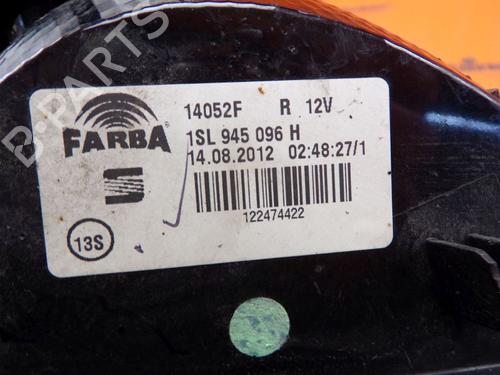 B-PARTS
FARBA
14052F R 12V
1SL 945 096 H
14.08.2012 02:48:27/1
122474422
13S